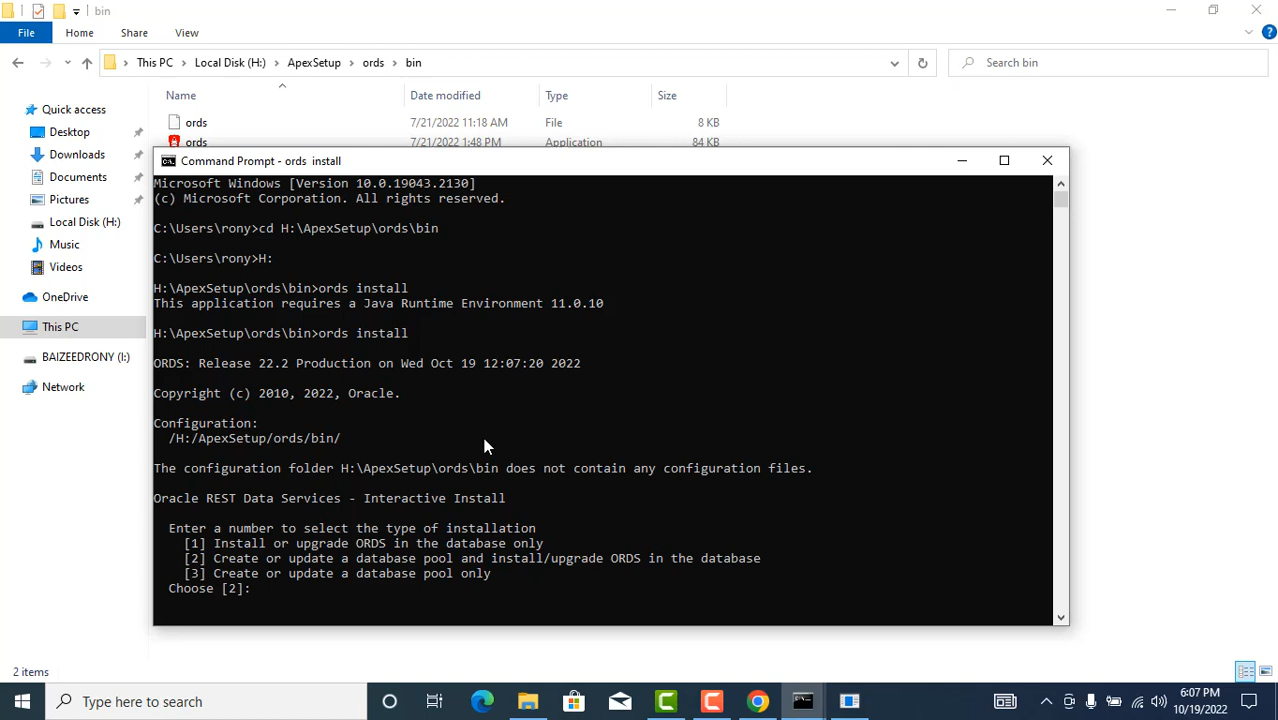 bin
File Home Share View
This PC Local Disk (H:) ApexSetup ords bin
Search bin
Name Date modified Type Size
ords 7/21/2022 11:18 AM File 8 KB
ords 7/21/2022 1:48 PM Application 84 KB
Quick access
Desktop
Downloads
Documents
Pictures
Local Disk (H:)
Music
Videos
OneDrive
This PC
BAIZEEDRONY (I:)
Network
Command Prompt - ords install
Microsoft Windows [Version 10.0.19043.2130]
(c) Microsoft Corporation. All rights reserved.
C:\Users\rony>cd H:\ApexSetup\ords\bin
C:\Users\rony>H:
H:\ApexSetup\ords\bin>ords install
This application requires a Java Runtime Environment 11.0.10
H:\ApexSetup\ords\bin>ords install
ORDS: Release 22.2 Production on Wed Oct 19 12:07:20 2022
Copyright (c) 2010, 2022, Oracle.
Configuration:
/H:/ApexSetup/ords/bin/
The configuration folder H:\ApexSetup\ords\bin does not contain any configuration files.
Oracle REST Data Services - Interactive Install
Enter a number to select the type of installation
[1] Install or upgrade ORDS in the database only
[2] Create or update a database pool and install/upgrade ORDS in the database
[3] Create or update a database pool only
Choose [2]:
2 items
Type here to search
6:07 PM
10/19/2022